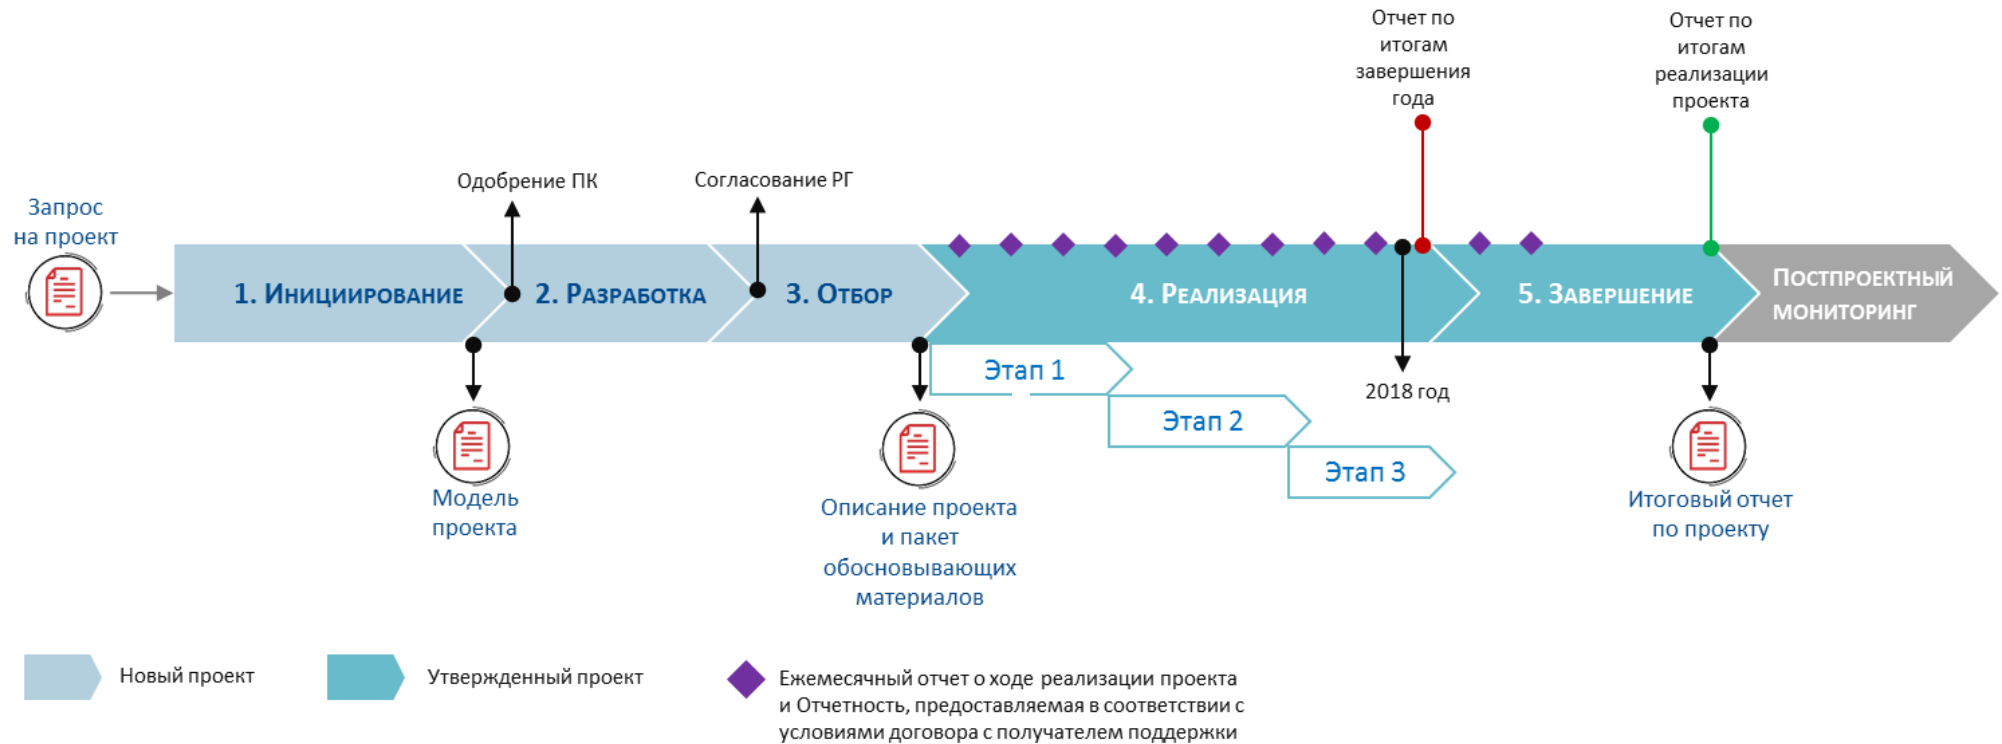 Отчет по
итогам
завершения
года
Отчет по
итогам
реализации
проекта
Одобрение ПК
Согласование РГ
Запрос
на проект
1. Инициирование
2. Разработка
3. Отбор
4. Реализация
5. Завершение
Постпроектный
мониторинг
Этап 1
Этап 2
Этап 3
2018 год
Модель
проекта
Описание проекта
и пакет
обосновывающих
материалов
Итоговый отчет
по проекту
Новый проект
Утвержденный проект
Ежемесячный отчет о ходе реализации проекта
и Отчетность, предоставляемая в соответствии с
условиями договора с получателем поддержки